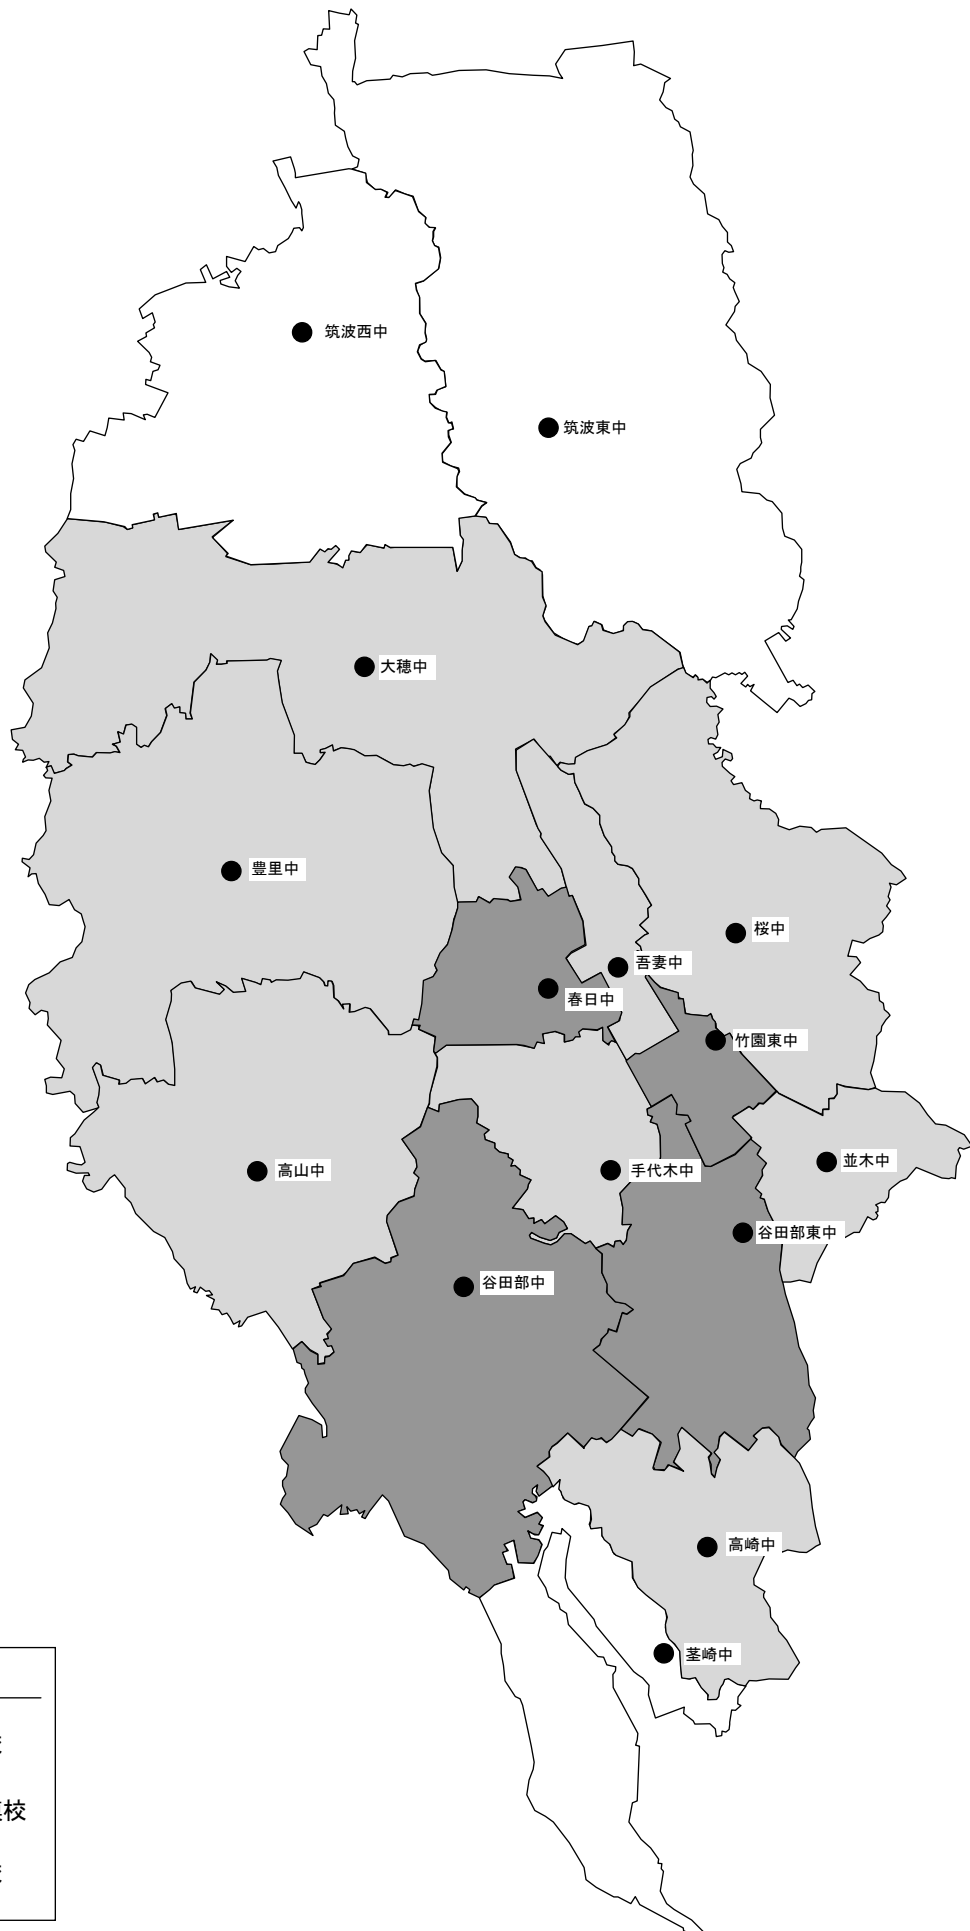 筑波西中
筑波東中
大穂中
豊里中
桜中
吾妻中
春日中
竹園東中
並木中
高山中
手代木中
谷田部東中
谷田部中
高崎中
茎崎中
校